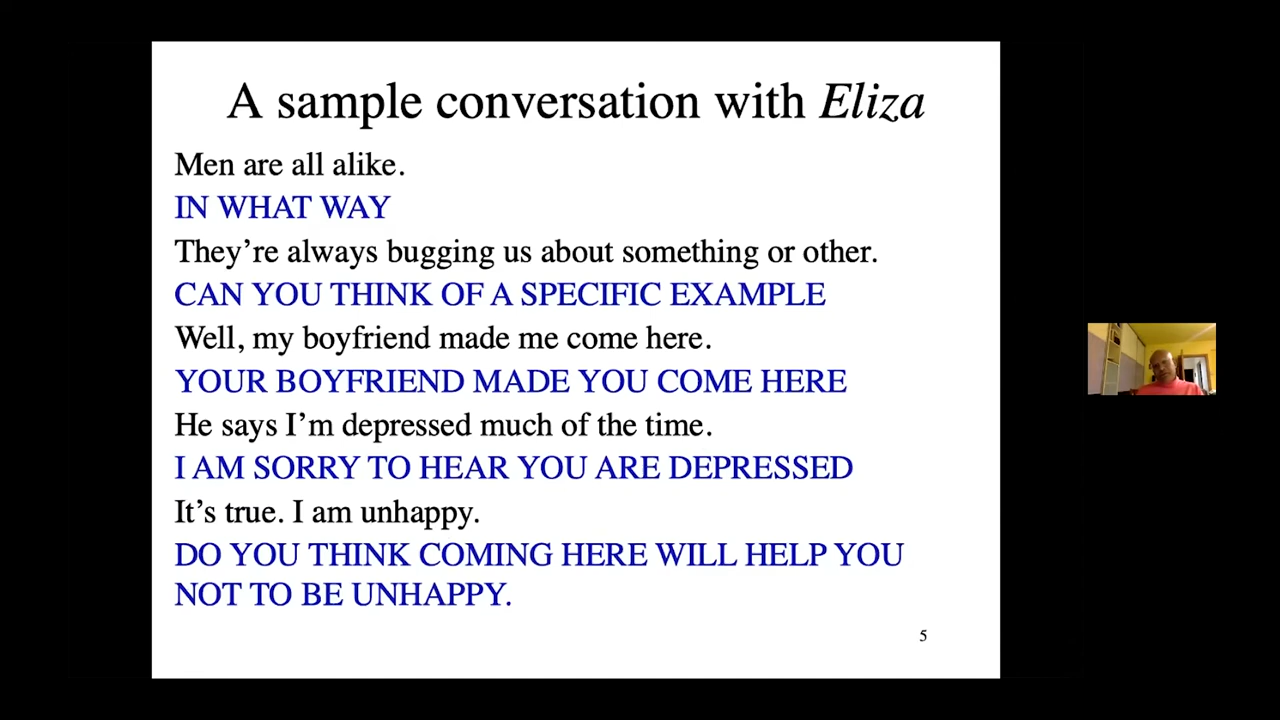 A sample conversation with Eliza
Men are all alike.
IN WHAT WAY
They’re always bugging us about something or other.
CAN YOU THINK OF A SPECIFIC EXAMPLE
Well, my boyfriend made me come here.
YOUR BOYFRIEND MADE YOU COME HERE
He says I’m depressed much of the time.
I AM SORRY TO HEAR YOU ARE DEPRESSED
It’s true. I am unhappy.
DO YOU THINK COMING HERE WILL HELP YOU
NOT TO BE UNHAPPY.
5